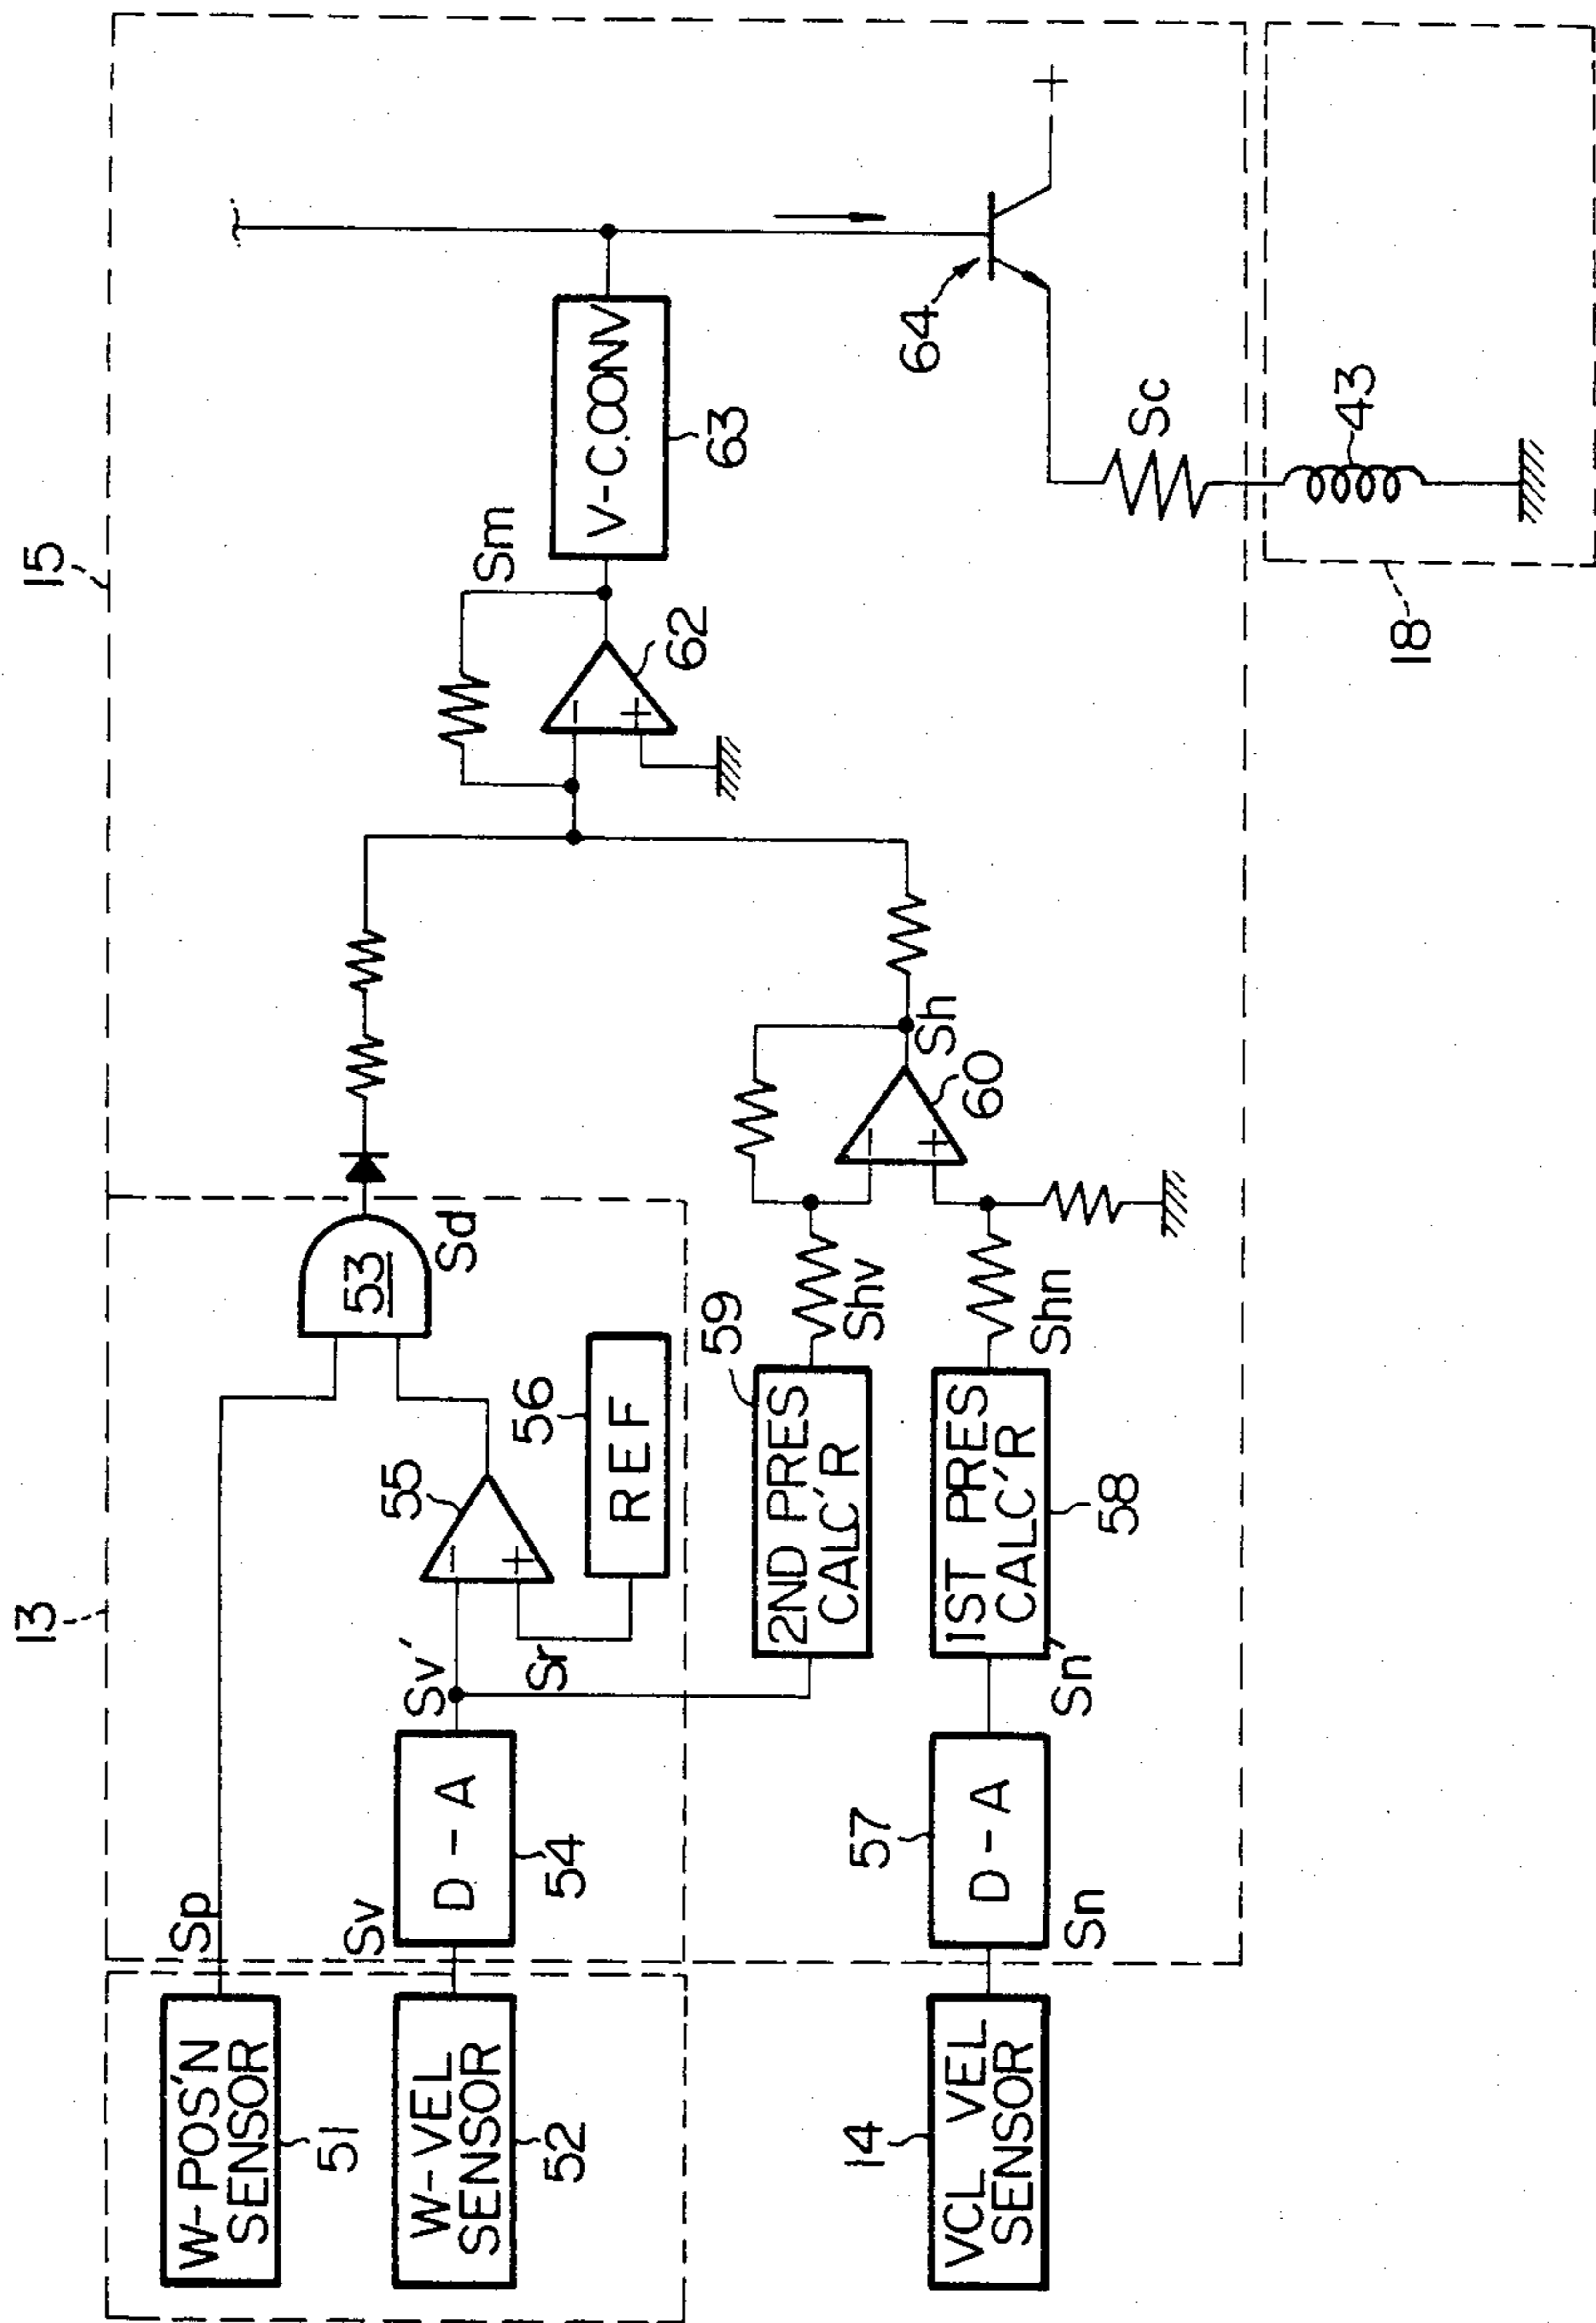 13
15
W-POS'N
SENSOR
51
Sp
W-VEL
SENSOR
52
Sv
D-A
54
Sv'
Sr
55
-
+
56
REF
53
Sd
VCL VEL
SENSOR
14
Sn
D-A
57
Sn'
2ND PRES
CALC'R
59
Shv
1ST PRES
CALC'R
58
Shn
-
+
60
Sh
-
+
62
Sm
V-C.CONV
63
64
+
Sc
43
18